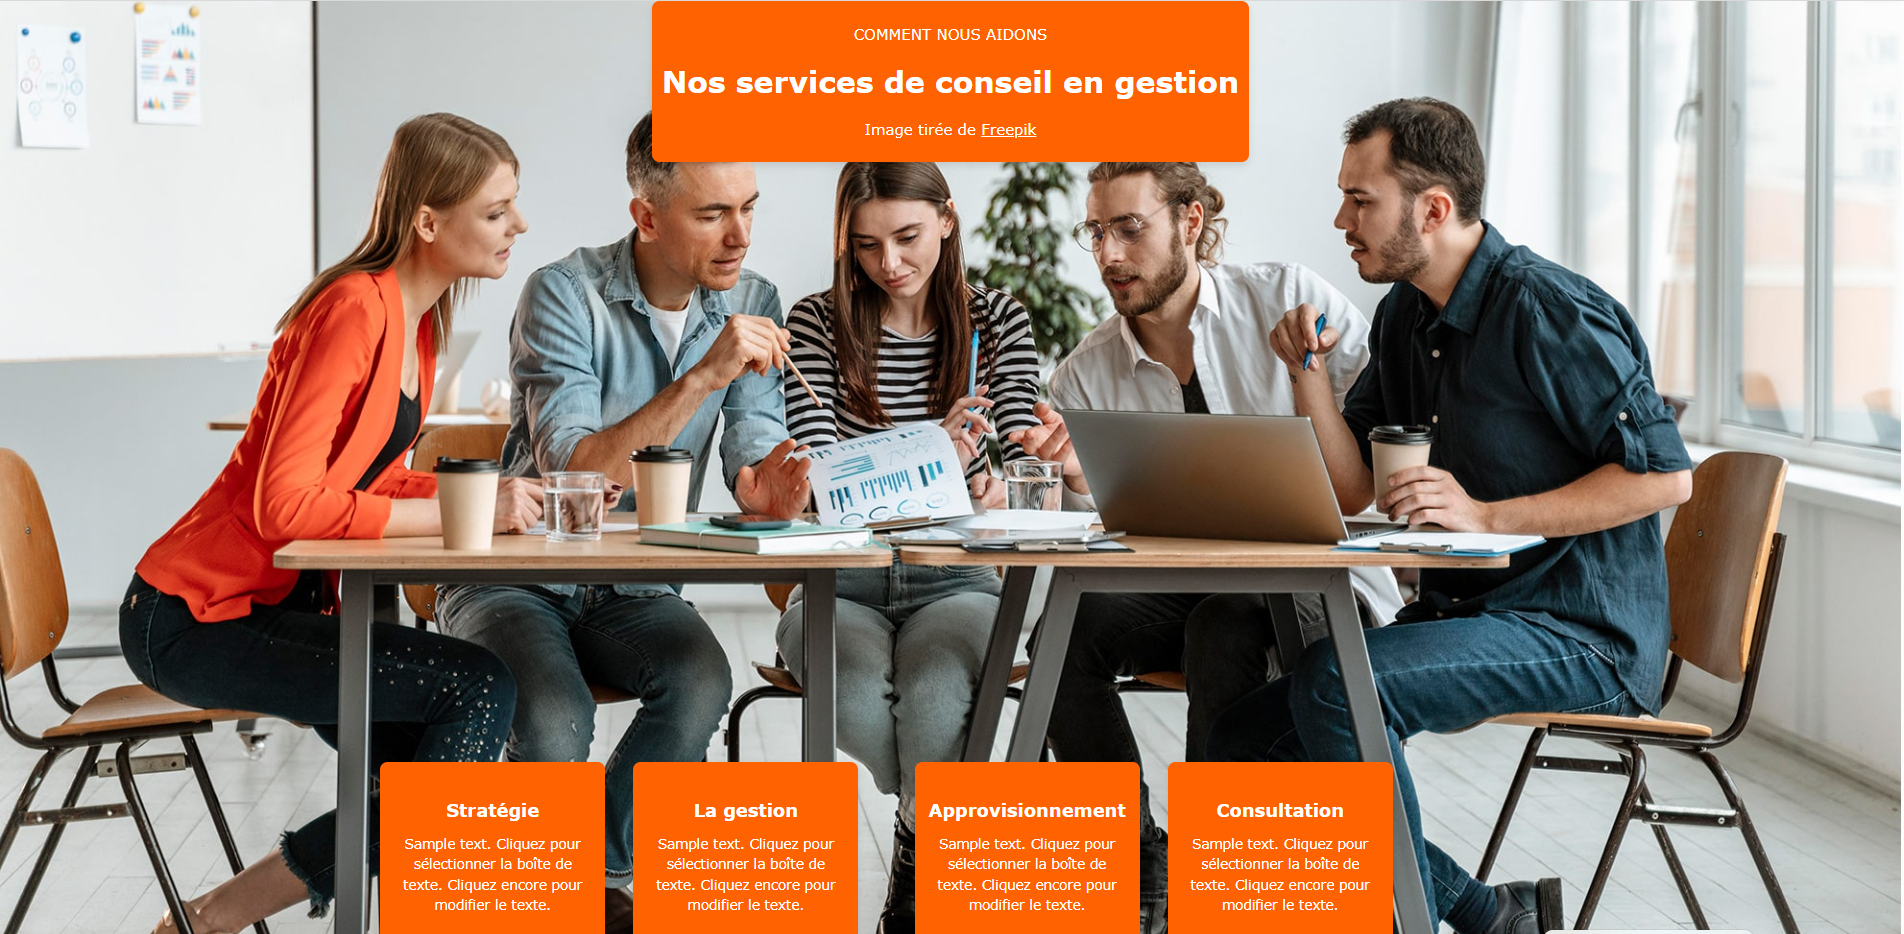 COMMENT NOUS AIDONS
Nos services de conseil en gestion
Image tirée de Freepik
Stratégie
Sample text. Cliquez pour
sélectionner la boîte de
texte. Cliquez encore pour
modifier le texte.
La gestion
Sample text. Cliquez pour
sélectionner la boîte de
texte. Cliquez encore pour
modifier le texte.
Approvisionnement
Sample text. Cliquez pour
sélectionner la boîte de
texte. Cliquez encore pour
modifier le texte.
Consultation
Sample text. Cliquez pour
sélectionner la boîte de
texte. Cliquez encore pour
modifier le texte.